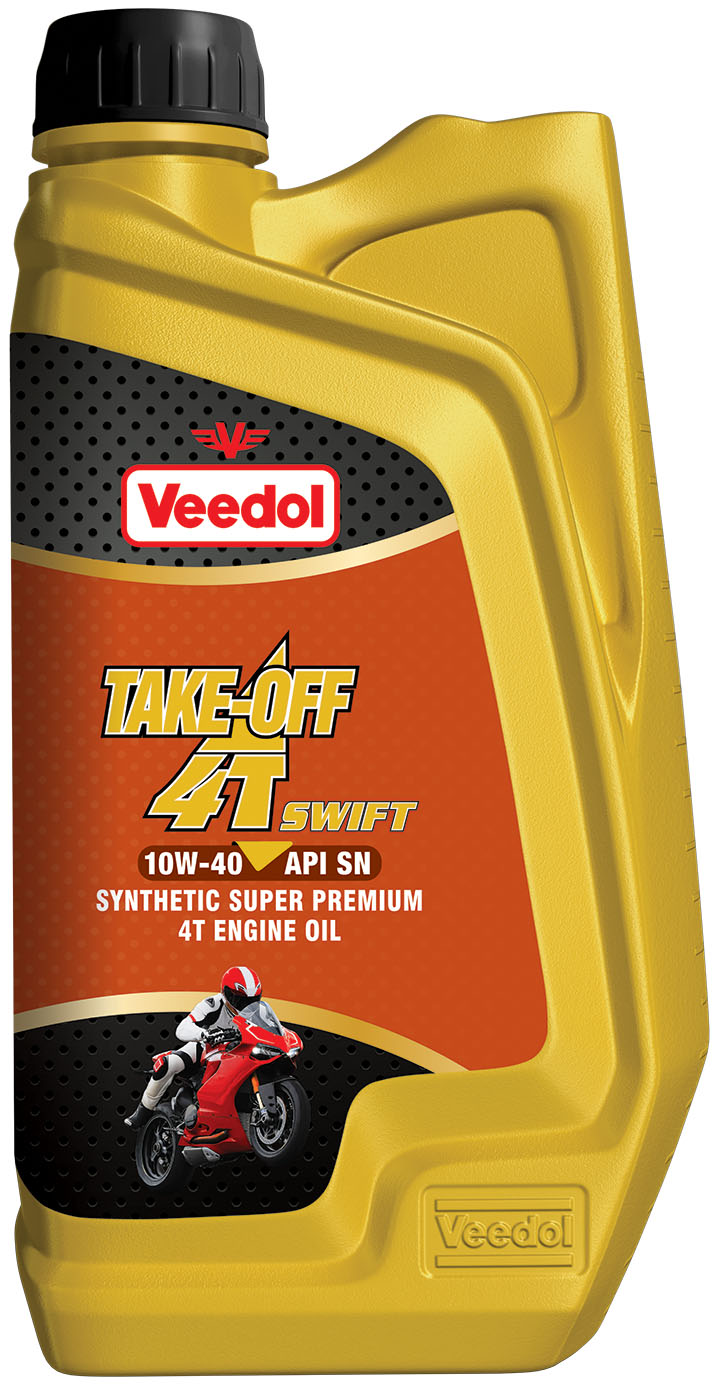 Veedol
TAKE-OFF
4T SWIFT
10W-40 API SN
SYNTHETIC SUPER PREMIUM
4T ENGINE OIL
Veedol